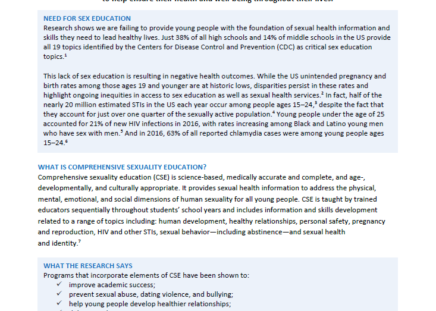 to help ensure their health and well-being throughout their lives.
NEED FOR SEX EDUCATION
Research shows we are failing to provide young people with the foundation of sexual health information and
skills they need to lead healthy lives. Just 38% of all high schools and 14% of middle schools in the US provide
all 19 topics identified by the Centers for Disease Control and Prevention (CDC) as critical sex education
topics.¹
This lack of sex education is resulting in negative health outcomes. While the US unintended pregnancy and
birth rates among those ages 19 and younger are at historic lows, disparities persist in these rates and
highlight ongoing inequities in access to sex education as well as sexual health services.² In fact, half of the
nearly 20 million estimated STIs in the US each year occur among people ages 15–24,³ despite the fact that
they account for just over one quarter of the sexually active population.⁴ Young people under the age of 25
accounted for 21% of new HIV infections in 2016, with rates increasing among Black and Latino young men
who have sex with men.⁵ And in 2016, 63% of all reported chlamydia cases were among young people ages
15–24.⁶
WHAT IS COMPREHENSIVE SEXUALITY EDUCATION?
Comprehensive sexuality education (CSE) is science-based, medically accurate and complete, and age-,
developmentally, and culturally appropriate. It provides sexual health information to address the physical,
mental, emotional, and social dimensions of human sexuality for all young people. CSE is taught by trained
educators sequentially throughout students' school years and includes information and skills development
related to a range of topics including: human development, healthy relationships, personal safety, pregnancy
and reproduction, HIV and other STIs, sexual behavior—including abstinence—and sexual health
and identity.⁷
WHAT THE RESEARCH SAYS
Programs that incorporate elements of CSE have been shown to:
✓ improve academic success;
✓ prevent sexual abuse, dating violence, and bullying;
✓ help young people develop healthier relationships;